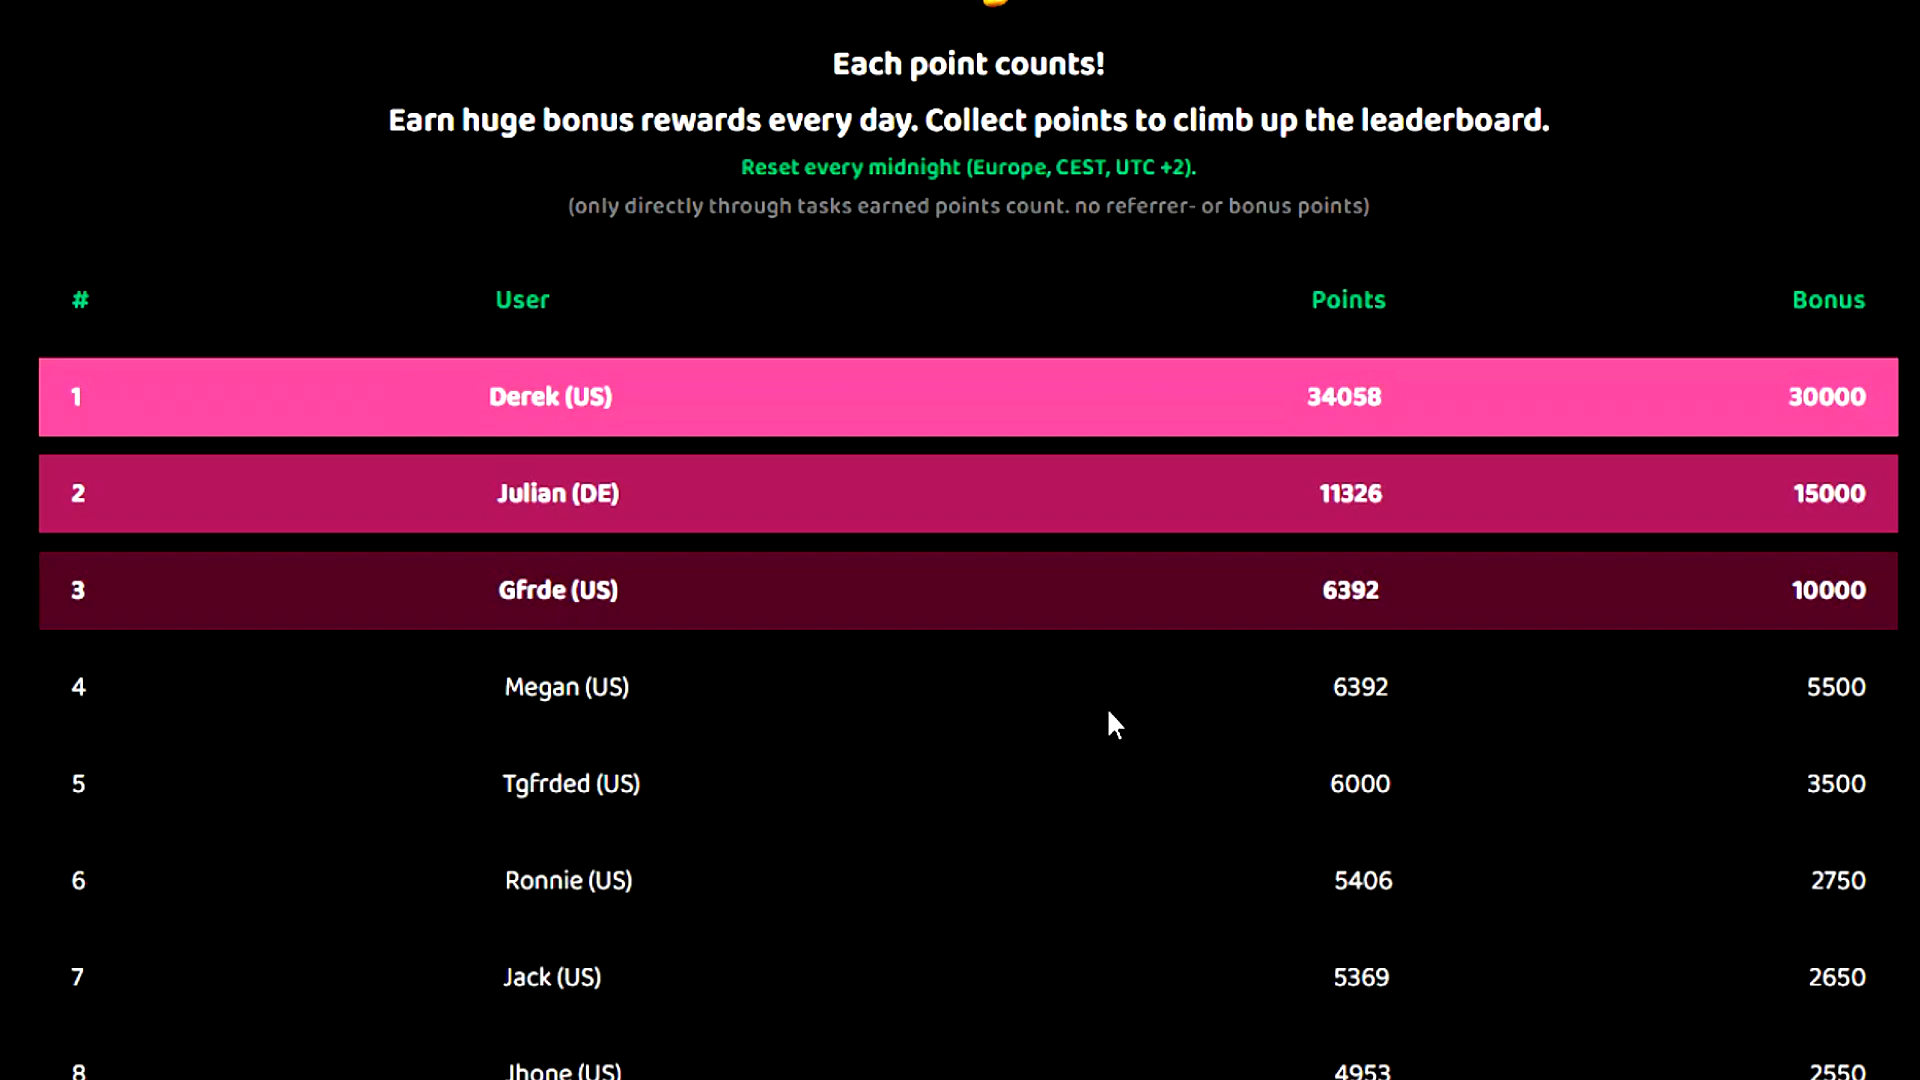 Each point counts!
Earn huge bonus rewards every day. Collect points to climb up the leaderboard.
Reset every midnight (Europe, CEST, UTC +2).
(only directly through tasks earned points count. no referrer- or bonus points)
# User Points Bonus
1 Derek (US) 34058 30000
2 Julian (DE) 11326 15000
3 Gfrde (US) 6392 10000
4 Megan (US) 6392 5500
5 Tgfrded (US) 6000 3500
6 Ronnie (US) 5406 2750
7 Jack (US) 5369 2650
8 Jhone (US) 4953 2550